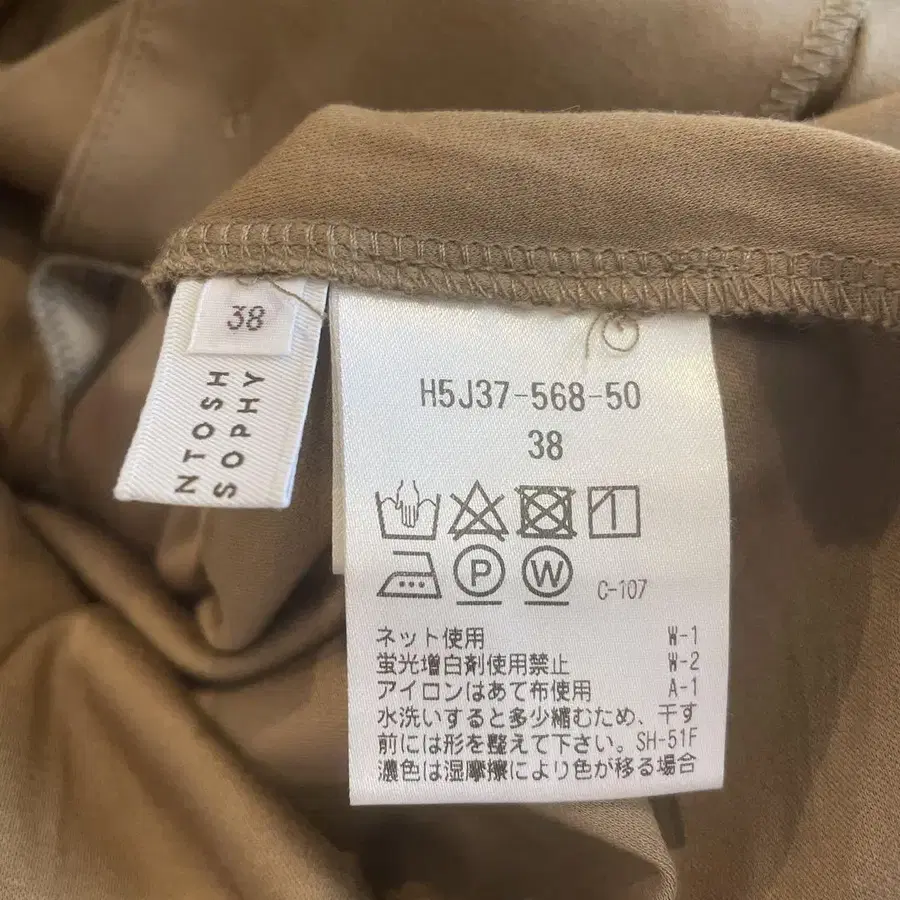 38
NTOSH
SOPHY
H5J37-568-50
38
P
W
C-107
ネット使用 W-1
蛍光増白剤使用禁止 W-2
アイロンはあて布使用 A-1
水洗いすると多少縮むため、干す
前には形を整えて下さい。SH-51F
濃色は湿摩擦により色が移る場合